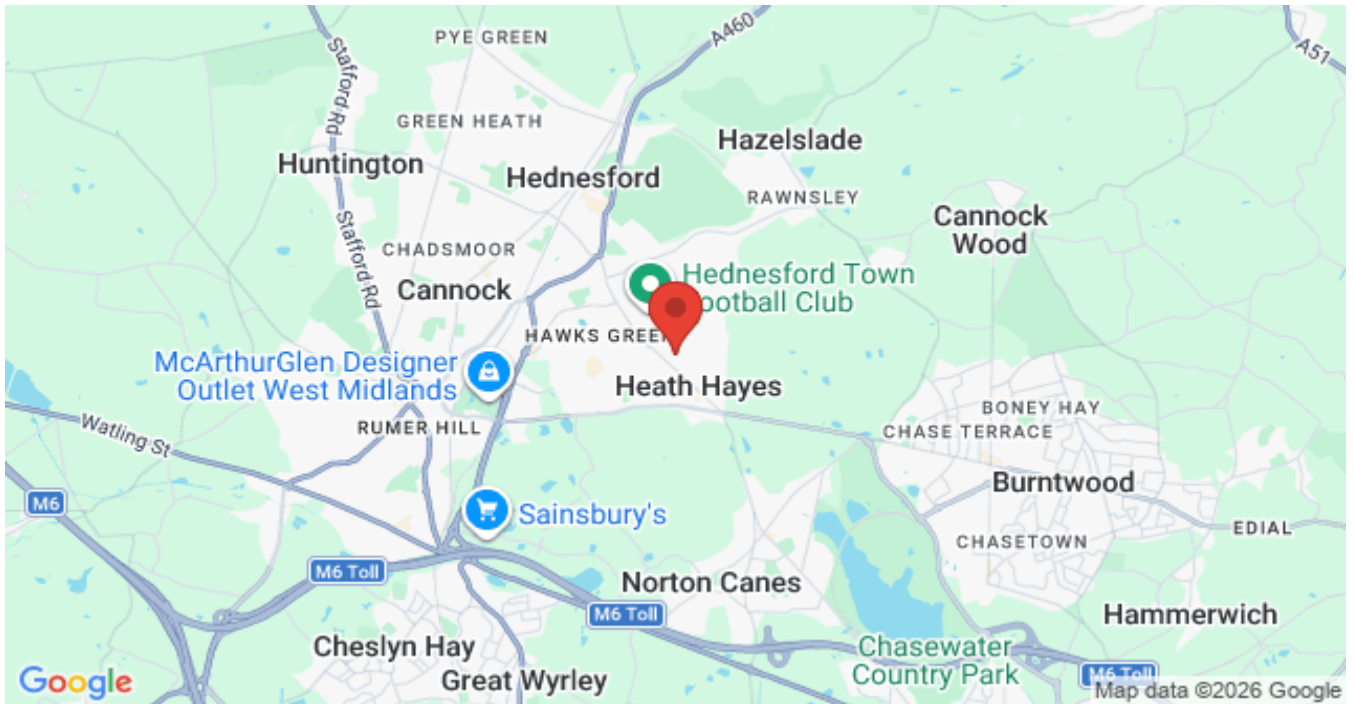 PYE GREEN
A460
A51
Stafford Rd
GREEN HEATH
Hazelslade
Huntington
Hednesford
RAWNSLEY
Cannock
Wood
Stafford Rd
CHADSMOOR
Hednesford Town
Football Club
Cannock
HAWKS GREEN
McArthurGlen Designer
Outlet West Midlands
Heath Hayes
BONEY HAY
Watling St
RUMER HILL
CHASE TERRACE
Burntwood
M6
Sainsbury's
EDIAL
CHASETOWN
M6 Toll
Norton Canes
M6 Toll
Hammerwich
Cheslyn Hay
Chasewater
Country Park
M6 Toll
Great Wyrley
Google
Map data ©2026 Google